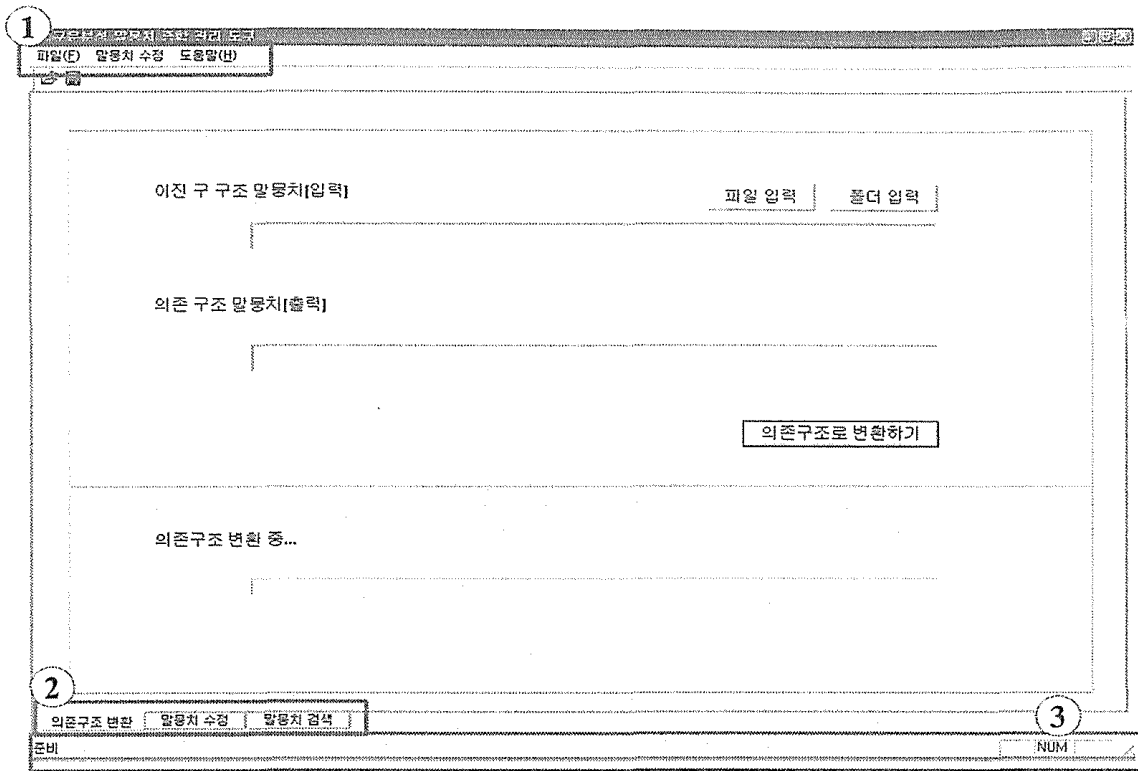 1
구문분석 말뭉치 수한 관리 도구
파일(F) 말뭉치 수정 도움말(H)
이진 구 구조 말뭉치[입력]
파일 입력 폴더 입력
의존 구조 말뭉치[출력]
의존구조로 변환하기
의존구조 변환 중...
2
3
의존구조 변환 말뭉치 수정 말뭉치 검색
준비 NUM